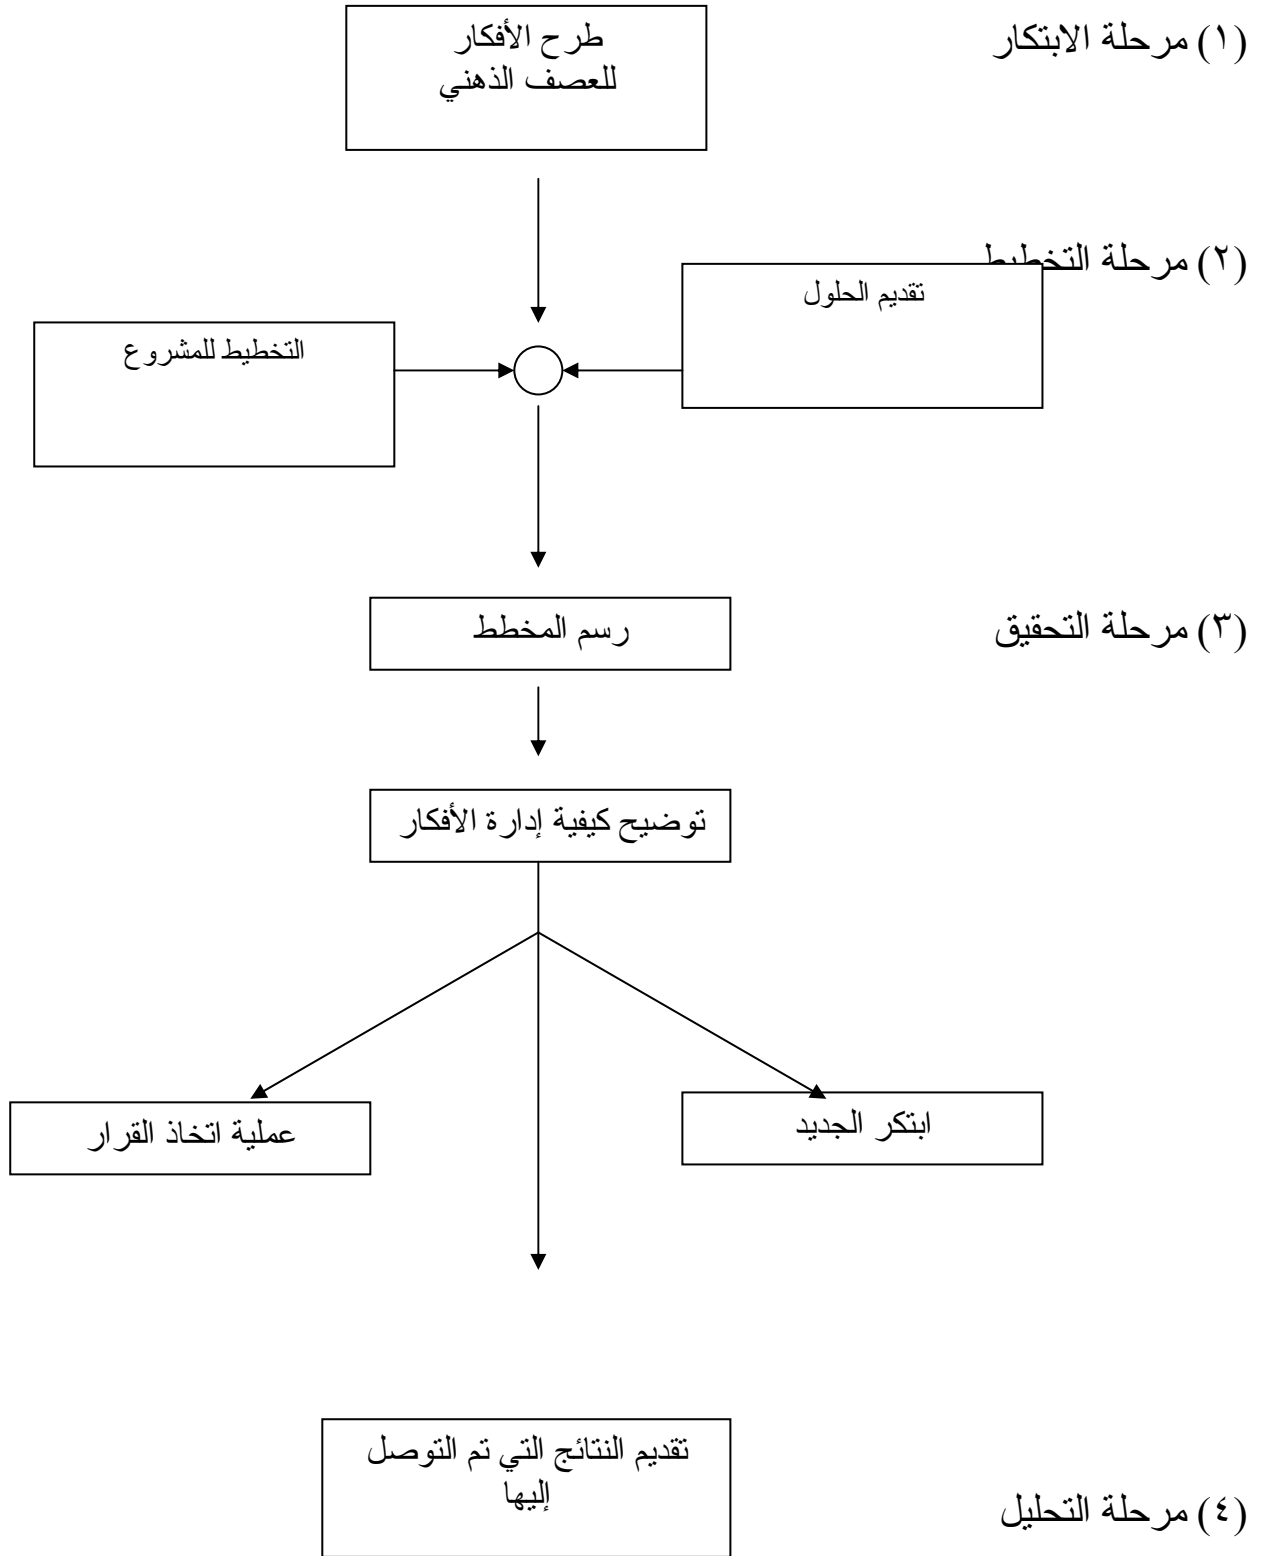 (١) مرحلة الابتكار
طرح الأفكار
للعصف الذهني
(٢) مرحلة التخطيط
تقديم الحلول
التخطيط للمشروع
(٣) مرحلة التحقيق
رسم المخطط
توضيح كيفية إدارة الأفكار
ابتكر الجديد
عملية اتخاذ القرار
تقديم النتائج التي تم التوصل
إليها
(٤) مرحلة التحليل